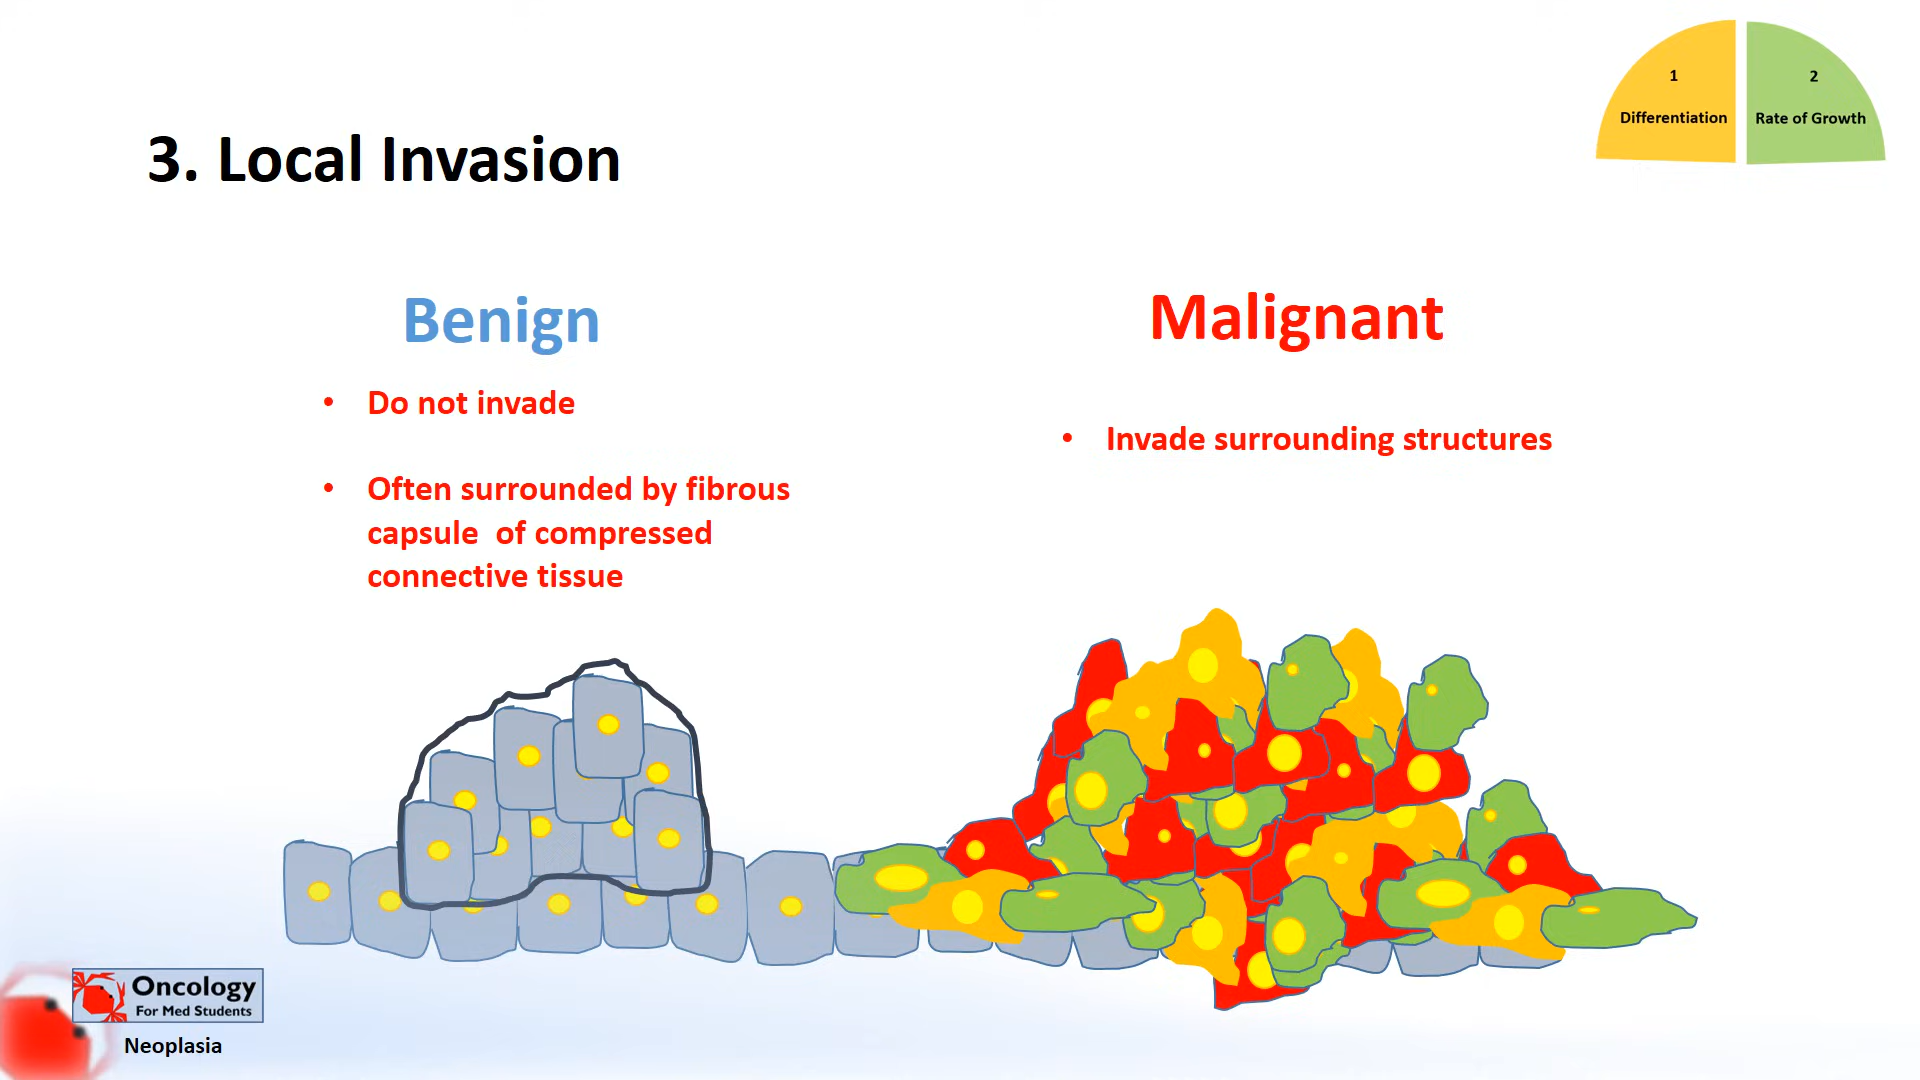 1
2
Differentiation
Rate of Growth
3. Local Invasion
Benign
Malignant
• Do not invade
• Invade surrounding structures
• Often surrounded by fibrous
capsule  of compressed
connective tissue
Oncology
For Med Students
Neoplasia